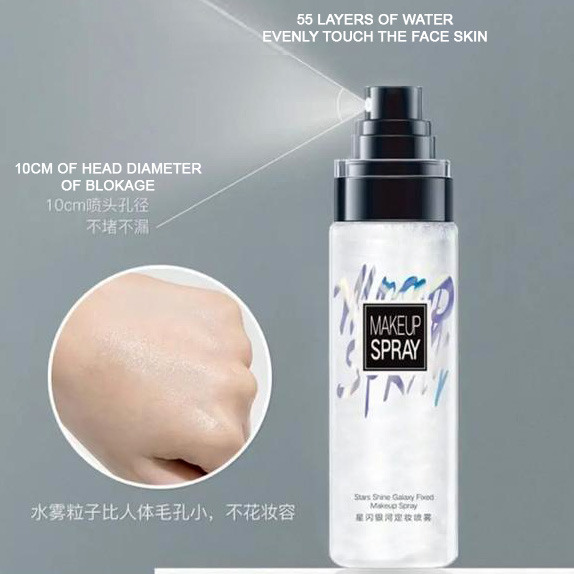 55 LAYERS OF WATER
EVENLY TOUCH THE FACE SKIN
10CM OF HEAD DIAMETER
OF BLOKAGE
10cm喷头孔径
不堵不漏
Makeup
Spray
MAKEUP
SPRAY
Stars Shine Galaxy Fixed
Makeup Spray
星闪银河定妆喷雾
水雾粒子比人体毛孔小，不花妆容